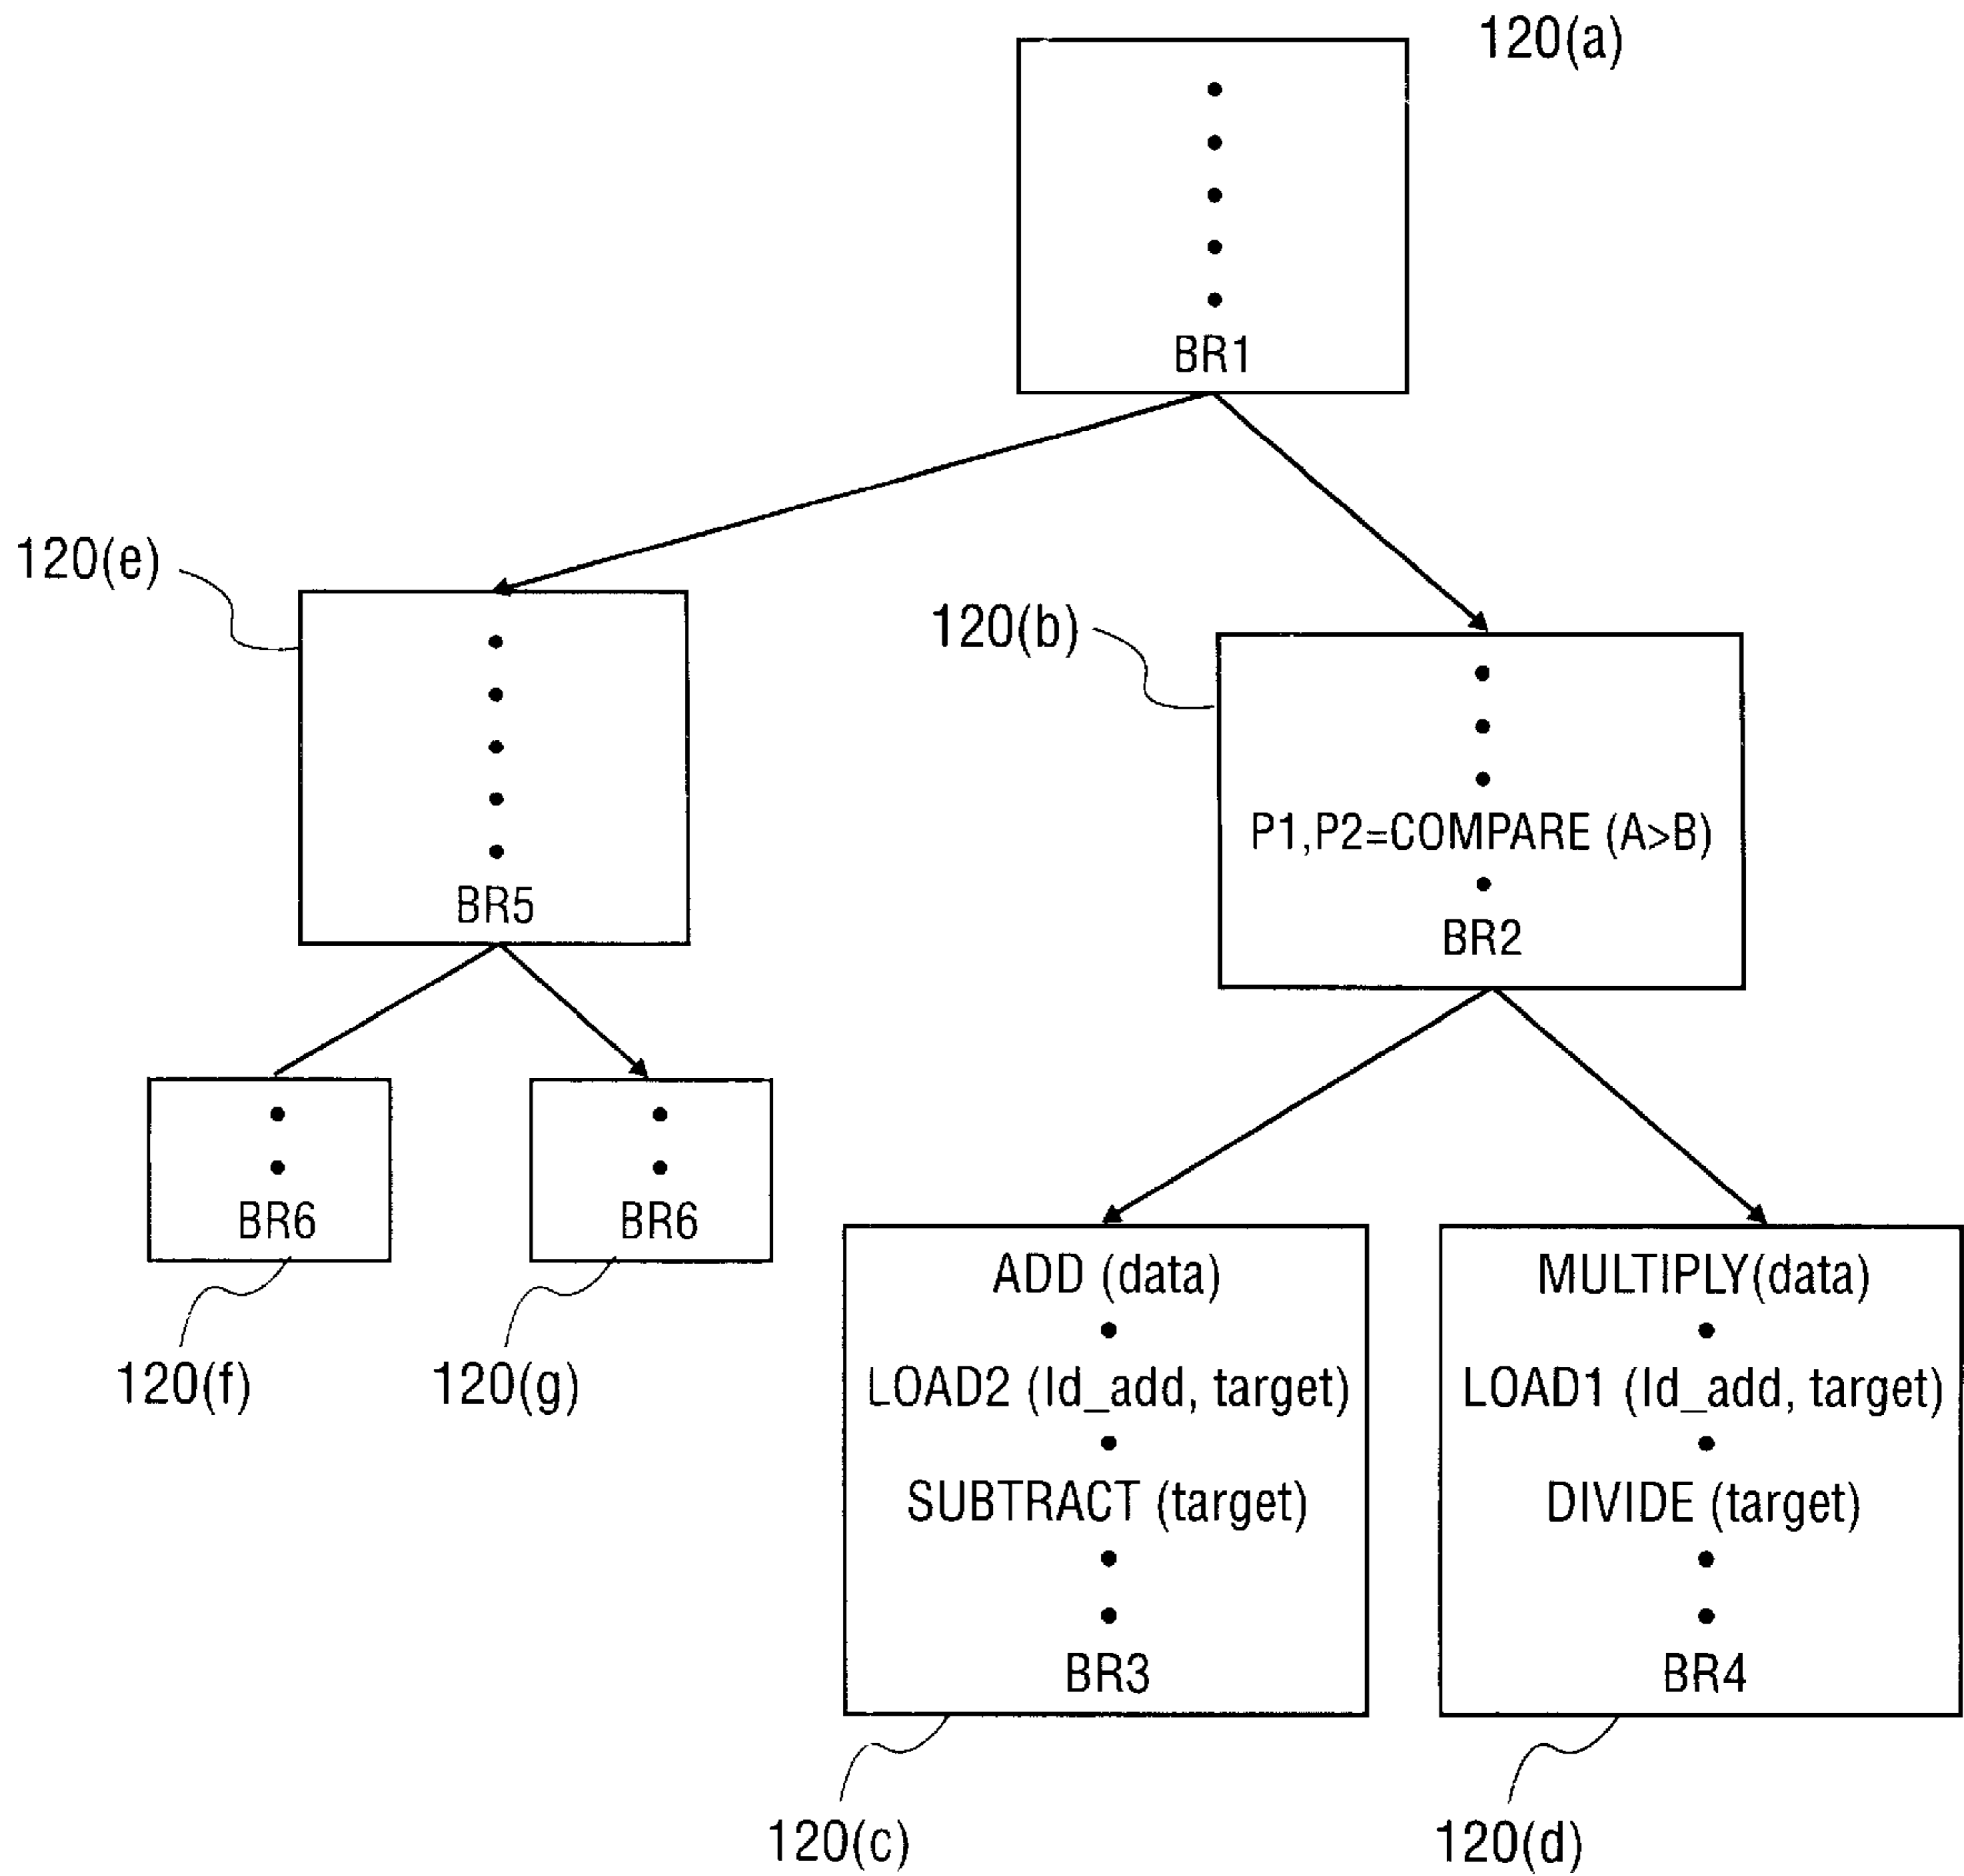 120(a)
BR1
120(e)
120(b)
P1,P2=COMPARE (A>B)
BR5
BR2
BR6
BR6
ADD (data)
MULTIPLY(data)
120(f)
120(g)
LOAD2 (ld_add, target)
LOAD1 (ld_add, target)
SUBTRACT (target)
DIVIDE (target)
BR3
BR4
120(c)
120(d)